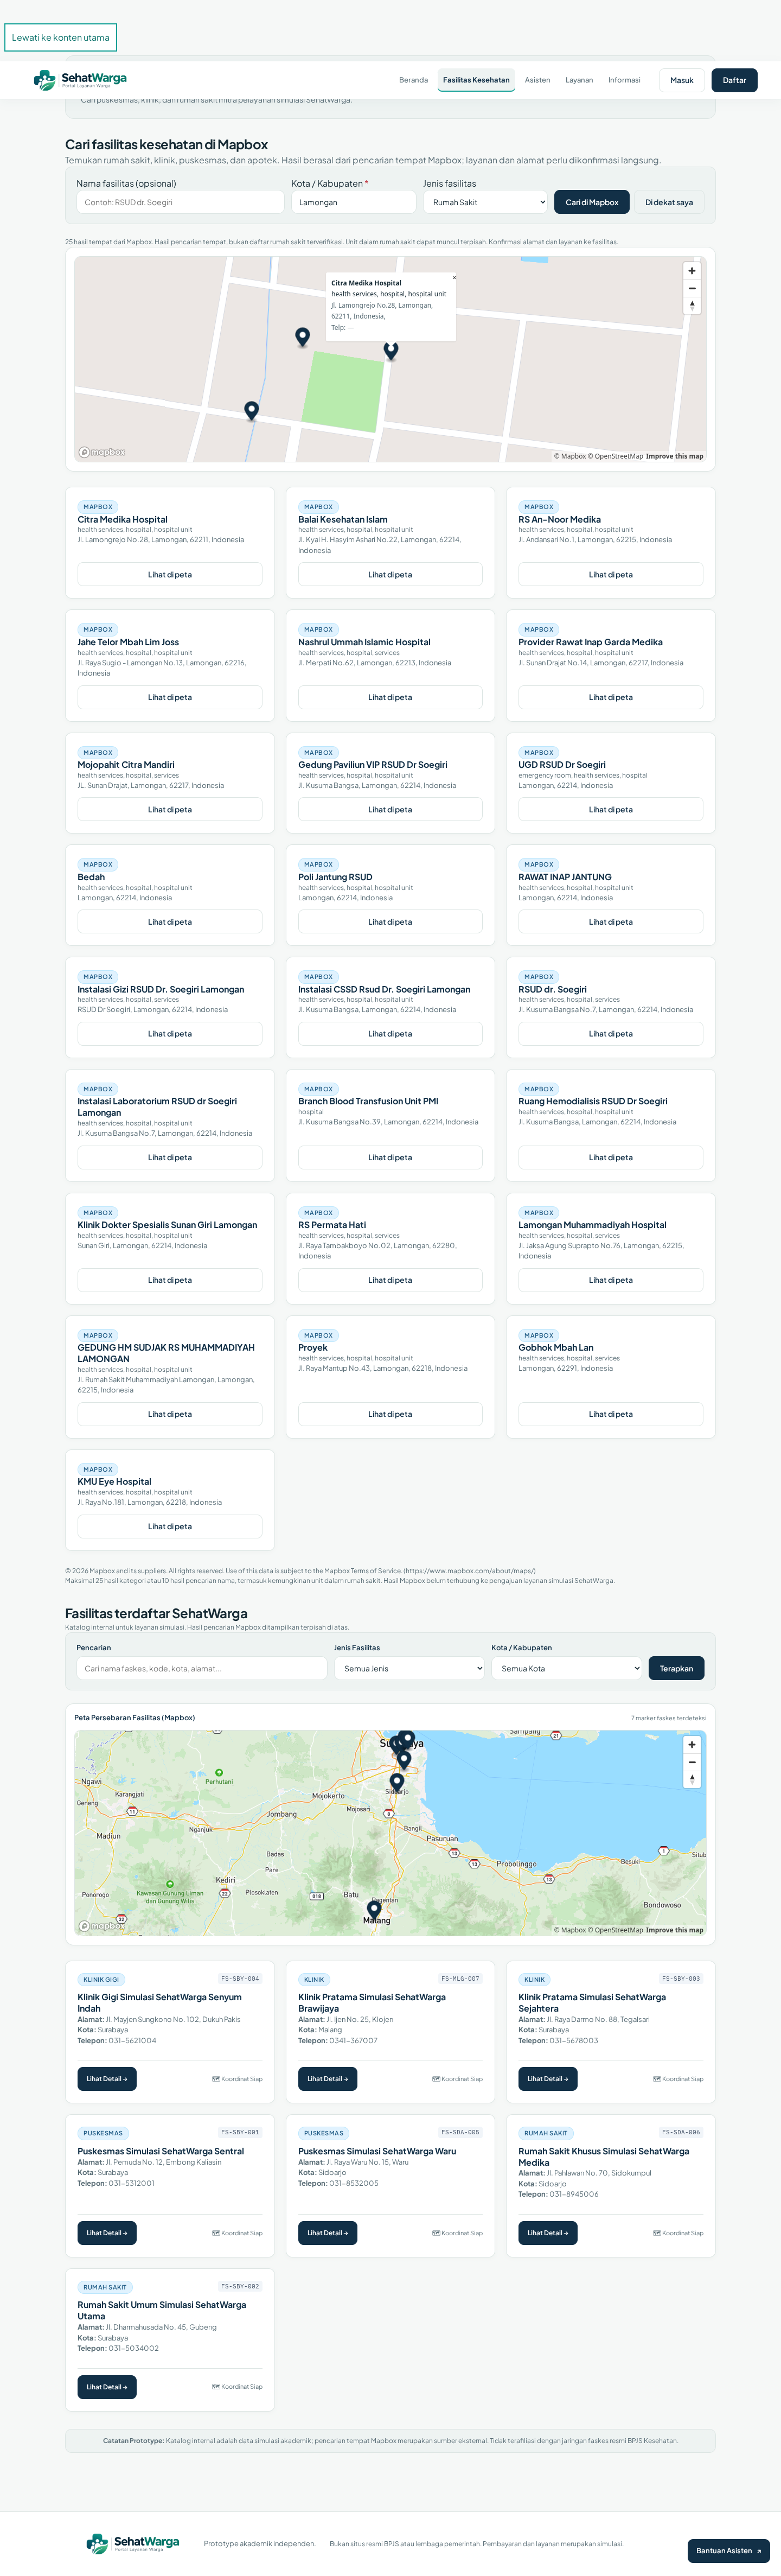 Lewati ke konten utama
SehatWarga
Portal Layanan Warga
Beranda
Fasilitas Kesehatan
Asisten
Layanan
Informasi
Masuk
Daftar
Cari puskesmas, klinik, dan rumah sakit mitra pelayanan simulasi SehatWarga.
Cari fasilitas kesehatan di Mapbox
Temukan rumah sakit, klinik, puskesmas, dan apotek. Hasil berasal dari pencarian tempat Mapbox; layanan dan alamat perlu dikonfirmasi langsung.
Nama fasilitas (opsional)
Kota / Kabupaten *
Jenis fasilitas
Contoh: RSUD dr. Soegiri
Lamongan
Rumah Sakit
Cari di Mapbox
Di dekat saya
25 hasil tempat dari Mapbox. Hasil pencarian tempat, bukan daftar rumah sakit terverifikasi. Unit dalam rumah sakit dapat muncul terpisah. Konfirmasi alamat dan layanan ke fasilitas.
×
Citra Medika Hospital
health services, hospital, hospital unit
Jl. Lamongrejo No.28, Lamongan,
62211, Indonesia,
Telp: —
mapbox
© Mapbox © OpenStreetMap Improve this map
MAPBOX
Citra Medika Hospital
health services, hospital, hospital unit
Jl. Lamongrejo No.28, Lamongan, 62211, Indonesia
Lihat di peta
MAPBOX
Balai Kesehatan Islam
health services, hospital, hospital unit
Jl. Kyai H. Hasyim Ashari No.22, Lamongan, 62214,
Indonesia
Lihat di peta
MAPBOX
RS An-Noor Medika
health services, hospital, hospital unit
Jl. Andansari No.1, Lamongan, 62215, Indonesia
Lihat di peta
MAPBOX
Jahe Telor Mbah Lim Joss
health services, hospital, hospital unit
Jl. Raya Sugio - Lamongan No.13, Lamongan, 62216,
Indonesia
Lihat di peta
MAPBOX
Nashrul Ummah Islamic Hospital
health services, hospital, services
Jl. Merpati No.62, Lamongan, 62213, Indonesia
Lihat di peta
MAPBOX
Provider Rawat Inap Garda Medika
health services, hospital, hospital unit
Jl. Sunan Drajat No.14, Lamongan, 62217, Indonesia
Lihat di peta
MAPBOX
Mojopahit Citra Mandiri
health services, hospital, services
JL. Sunan Drajat, Lamongan, 62217, Indonesia
Lihat di peta
MAPBOX
Gedung Paviliun VIP RSUD Dr Soegiri
health services, hospital, hospital unit
Jl. Kusuma Bangsa, Lamongan, 62214, Indonesia
Lihat di peta
MAPBOX
UGD RSUD Dr Soegiri
emergency room, health services, hospital
Lamongan, 62214, Indonesia
Lihat di peta
MAPBOX
Bedah
health services, hospital, hospital unit
Lamongan, 62214, Indonesia
Lihat di peta
MAPBOX
Poli Jantung RSUD
health services, hospital, hospital unit
Lamongan, 62214, Indonesia
Lihat di peta
MAPBOX
RAWAT INAP JANTUNG
health services, hospital, hospital unit
Lamongan, 62214, Indonesia
Lihat di peta
MAPBOX
Instalasi Gizi RSUD Dr. Soegiri Lamongan
health services, hospital, services
RSUD Dr Soegiri, Lamongan, 62214, Indonesia
Lihat di peta
MAPBOX
Instalasi CSSD Rsud Dr. Soegiri Lamongan
health services, hospital, hospital unit
Jl. Kusuma Bangsa, Lamongan, 62214, Indonesia
Lihat di peta
MAPBOX
RSUD dr. Soegiri
health services, hospital, services
Jl. Kusuma Bangsa No.7, Lamongan, 62214, Indonesia
Lihat di peta
MAPBOX
Instalasi Laboratorium RSUD dr Soegiri
Lamongan
health services, hospital, hospital unit
Jl. Kusuma Bangsa No.7, Lamongan, 62214, Indonesia
Lihat di peta
MAPBOX
Branch Blood Transfusion Unit PMI
hospital
Jl. Kusuma Bangsa No.39, Lamongan, 62214, Indonesia
Lihat di peta
MAPBOX
Ruang Hemodialisis RSUD Dr Soegiri
health services, hospital, hospital unit
Jl. Kusuma Bangsa, Lamongan, 62214, Indonesia
Lihat di peta
MAPBOX
Klinik Dokter Spesialis Sunan Giri Lamongan
health services, hospital, hospital unit
Sunan Giri, Lamongan, 62214, Indonesia
Lihat di peta
MAPBOX
RS Permata Hati
health services, hospital, services
Jl. Raya Tambakboyo No.02, Lamongan, 62280,
Indonesia
Lihat di peta
MAPBOX
Lamongan Muhammadiyah Hospital
health services, hospital, services
Jl. Jaksa Agung Suprapto No.76, Lamongan, 62215,
Indonesia
Lihat di peta
MAPBOX
GEDUNG HM SUDJAK RS MUHAMMADIYAH
LAMONGAN
health services, hospital, hospital unit
Jl. Rumah Sakit Muhammadiyah Lamongan, Lamongan,
62215, Indonesia
Lihat di peta
MAPBOX
Proyek
health services, hospital, hospital unit
Jl. Raya Mantup No.43, Lamongan, 62218, Indonesia
Lihat di peta
MAPBOX
Gobhok Mbah Lan
health services, hospital, services
Lamongan, 62291, Indonesia
Lihat di peta
MAPBOX
KMU Eye Hospital
health services, hospital, hospital unit
Jl. Raya No.181, Lamongan, 62218, Indonesia
Lihat di peta
© 2026 Mapbox and its suppliers. All rights reserved. Use of this data is subject to the Mapbox Terms of Service. (https://www.mapbox.com/about/maps/)
Maksimal 25 hasil kategori atau 10 hasil pencarian nama, termasuk kemungkinan unit dalam rumah sakit. Hasil Mapbox belum terhubung ke pengajuan layanan simulasi SehatWarga.
Fasilitas terdaftar SehatWarga
Katalog internal untuk layanan simulasi. Hasil pencarian Mapbox ditampilkan terpisah di atas.
Pencarian
Jenis Fasilitas
Kota / Kabupaten
Cari nama faskes, kode, kota, alamat...
Semua Jenis
Semua Kota
Terapkan
Peta Persebaran Fasilitas (Mapbox)
7 marker faskes terdeteksi
Sampang
21
Ngawi
Perhutani
Karangjati
Geneng
11
Mojokerto
Mojosari
8
Jombang
Nganjuk
Madiun
Bangil
Pasuruan
13
13
Probolinggo
13
Besuki
1
Situb
Badas
Pare
Kediri
22
Kawasan Gunung Liman
dan Gunung Wilis
Plosoklaten
018
Batu
Ponorogo
32
Malang
Bondowoso
mapbox
© Mapbox © OpenStreetMap Improve this map
KLINIK GIGI
FS-SBY-004
Klinik Gigi Simulasi SehatWarga Senyum
Indah
Alamat: Jl. Mayjen Sungkono No. 102, Dukuh Pakis
Kota: Surabaya
Telepon: 031-5621004
Lihat Detail →
Koordinat Siap
KLINIK
FS-MLG-007
Klinik Pratama Simulasi SehatWarga
Brawijaya
Alamat: Jl. Ijen No. 25, Klojen
Kota: Malang
Telepon: 0341-367007
Lihat Detail →
Koordinat Siap
KLINIK
FS-SBY-003
Klinik Pratama Simulasi SehatWarga
Sejahtera
Alamat: Jl. Raya Darmo No. 88, Tegalsari
Kota: Surabaya
Telepon: 031-5678003
Lihat Detail →
Koordinat Siap
PUSKESMAS
FS-SBY-001
Puskesmas Simulasi SehatWarga Sentral
Alamat: Jl. Pemuda No. 12, Embong Kaliasin
Kota: Surabaya
Telepon: 031-5312001
Lihat Detail →
Koordinat Siap
PUSKESMAS
FS-SDA-005
Puskesmas Simulasi SehatWarga Waru
Alamat: Jl. Raya Waru No. 15, Waru
Kota: Sidoarjo
Telepon: 031-8532005
Lihat Detail →
Koordinat Siap
RUMAH SAKIT
FS-SDA-006
Rumah Sakit Khusus Simulasi SehatWarga
Medika
Alamat: Jl. Pahlawan No. 70, Sidokumpul
Kota: Sidoarjo
Telepon: 031-8945006
Lihat Detail →
Koordinat Siap
RUMAH SAKIT
FS-SBY-002
Rumah Sakit Umum Simulasi SehatWarga
Utama
Alamat: Jl. Dharmahusada No. 45, Gubeng
Kota: Surabaya
Telepon: 031-5034002
Lihat Detail →
Koordinat Siap
Catatan Prototype: Katalog internal adalah data simulasi akademik; pencarian tempat Mapbox merupakan sumber eksternal. Tidak terafiliasi dengan jaringan faskes resmi BPJS Kesehatan.
SehatWarga
Portal Layanan Warga
Prototype akademik independen.
Bukan situs resmi BPJS atau lembaga pemerintah. Pembayaran dan layanan merupakan simulasi.
Bantuan Asisten ↗